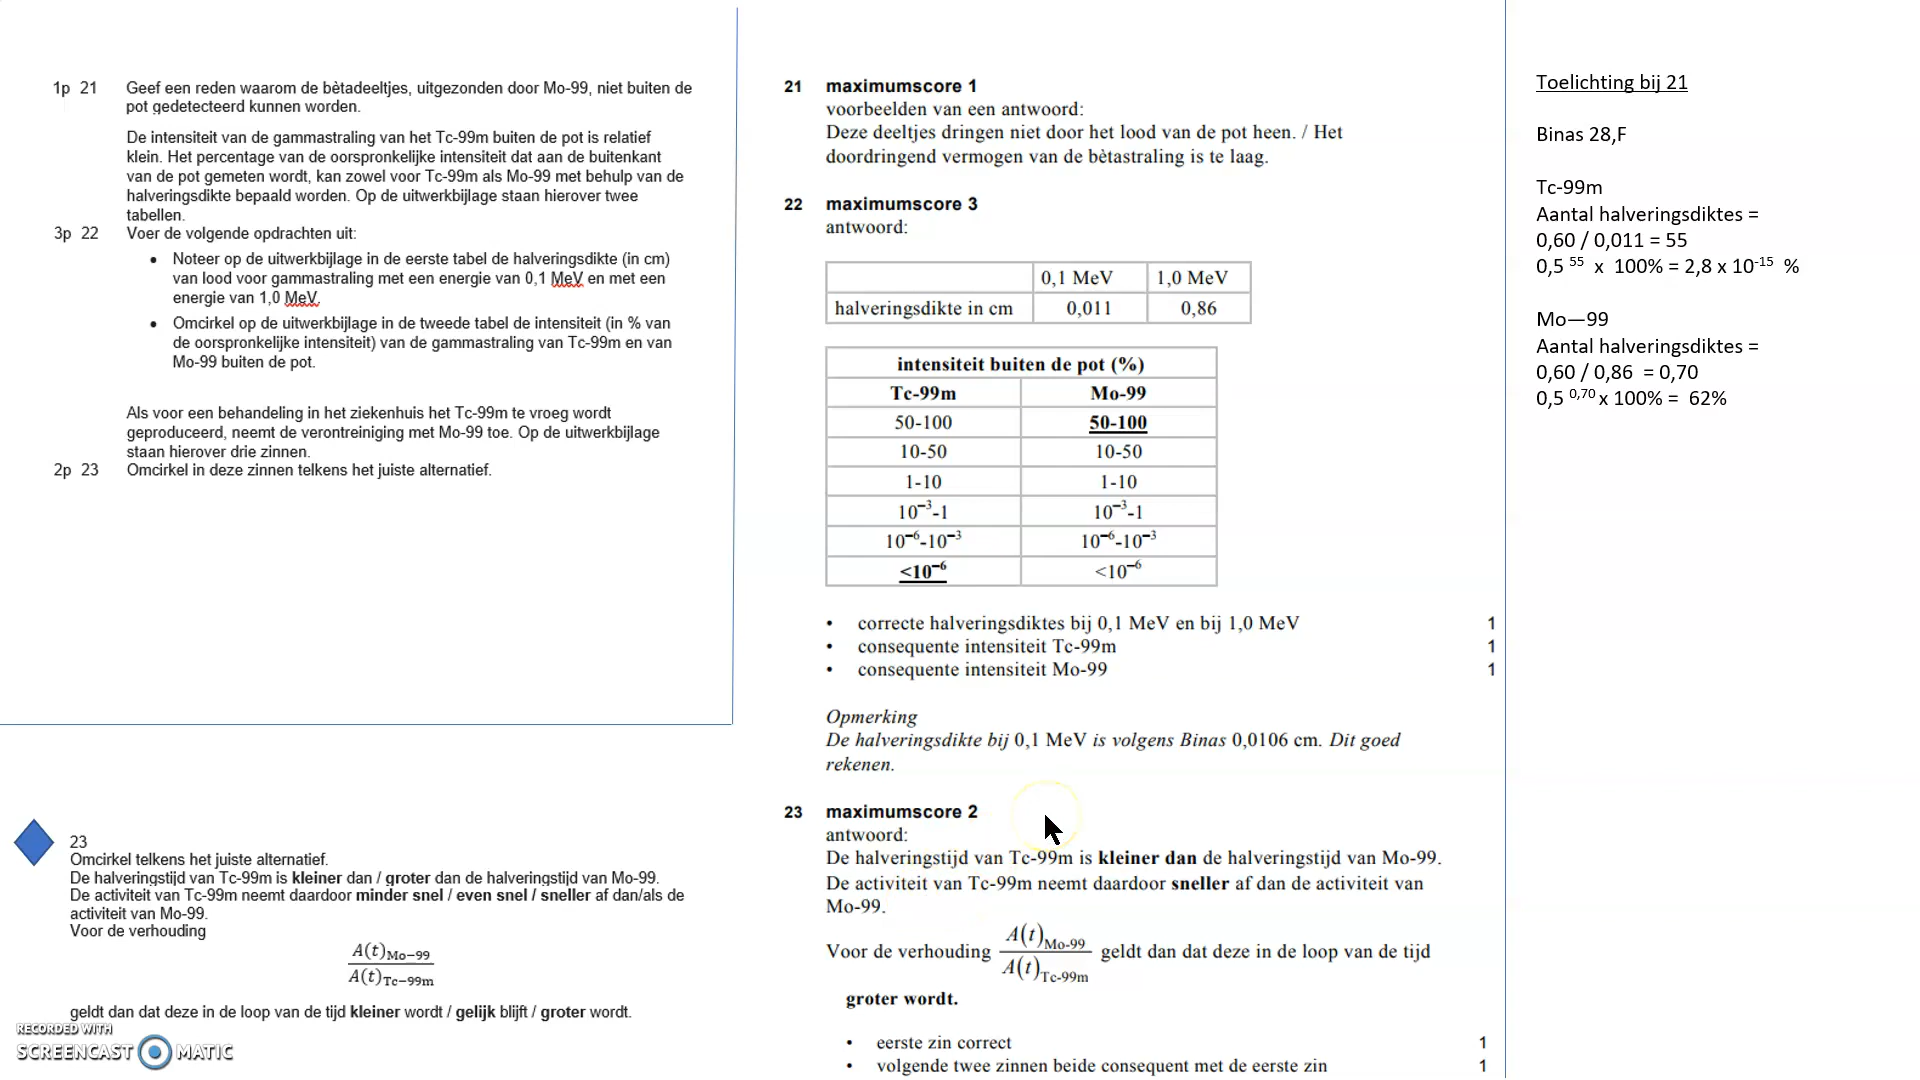 1p 21 Geef een reden waarom de bètadeeltjes, uitgezonden door Mo-99, niet buiten de
pot gedetecteerd kunnen worden.
De intensiteit van de gammastraling van het Tc-99m buiten de pot is relatief
klein. Het percentage van de oorspronkelijke intensiteit dat aan de buitenkant
van de pot gemeten wordt, kan zowel voor Tc-99m als Mo-99 met behulp van de
halveringsdikte bepaald worden. Op de uitwerkbijlage staan hierover twee
tabellen.
3p 22 Voer de volgende opdrachten uit:
• Noteer op de uitwerkbijlage in de eerste tabel de halveringsdikte (in cm)
van lood voor gammastraling met een energie van 0,1 MeV en met een
energie van 1,0 MeV.
• Omcirkel op de uitwerkbijlage in de tweede tabel de intensiteit (in % van
de oorspronkelijke intensiteit) van de gammastraling van Tc-99m en van
Mo-99 buiten de pot.
Als voor een behandeling in het ziekenhuis het Tc-99m te vroeg wordt
geproduceerd, neemt de verontreiniging met Mo-99 toe. Op de uitwerkbijlage
staan hierover drie zinnen.
2p 23 Omcirkel in deze zinnen telkens het juiste alternatief.
23
Omcirkel telkens het juiste alternatief.
De halveringstijd van Tc-99m is kleiner dan / groter dan de halveringstijd van Mo-99.
De activiteit van Tc-99m neemt daardoor minder snel / even snel / sneller af dan/als de
activiteit van Mo-99.
Voor de verhouding
A(t)Mo−99
A(t)Tc−99m
geldt dan dat deze in de loop van de tijd kleiner wordt / gelijk blijft / groter wordt.
RECORDED WITH
SCREENCAST MATIC
21 maximumscore 1
voorbeelden van een antwoord:
Deze deeltjes dringen niet door het lood van de pot heen. / Het
doordringend vermogen van de bètastraling is te laag.
22 maximumscore 3
antwoord:
0,1 MeV 1,0 MeV
halveringsdikte in cm 0,011 0,86
intensiteit buiten de pot (%)
Tc-99m Mo-99
50-100 50-100
10-50 10-50
1-10 1-10
10⁻³-1 10⁻³-1
10⁻⁶-10⁻³ 10⁻⁶-10⁻³
<10⁻⁶ <10⁻⁶
• correcte halveringsdiktes bij 0,1 MeV en bij 1,0 MeV 1
• consequente intensiteit Tc-99m 1
• consequente intensiteit Mo-99 1
Opmerking
De halveringsdikte bij 0,1 MeV is volgens Binas 0,0106 cm. Dit goed
rekenen.
23 maximumscore 2
antwoord:
De halveringstijd van Tc-99m is kleiner dan de halveringstijd van Mo-99.
De activiteit van Tc-99m neemt daardoor sneller af dan de activiteit van
Mo-99.
Voor de verhouding A(t)Mo-99 / A(t)Tc-99m geldt dan dat deze in de loop van de tijd
groter wordt.
• eerste zin correct 1
• volgende twee zinnen beide consequent met de eerste zin 1
Toelichting bij 21
Binas 28,F
Tc-99m
Aantal halveringsdiktes =
0,60 / 0,011 = 55
0,5 ⁵⁵ x 100% = 2,8 x 10⁻¹⁵ %
Mo—99
Aantal halveringsdiktes =
0,60 / 0,86 = 0,70
0,5 ⁰,⁷⁰ x 100% = 62%